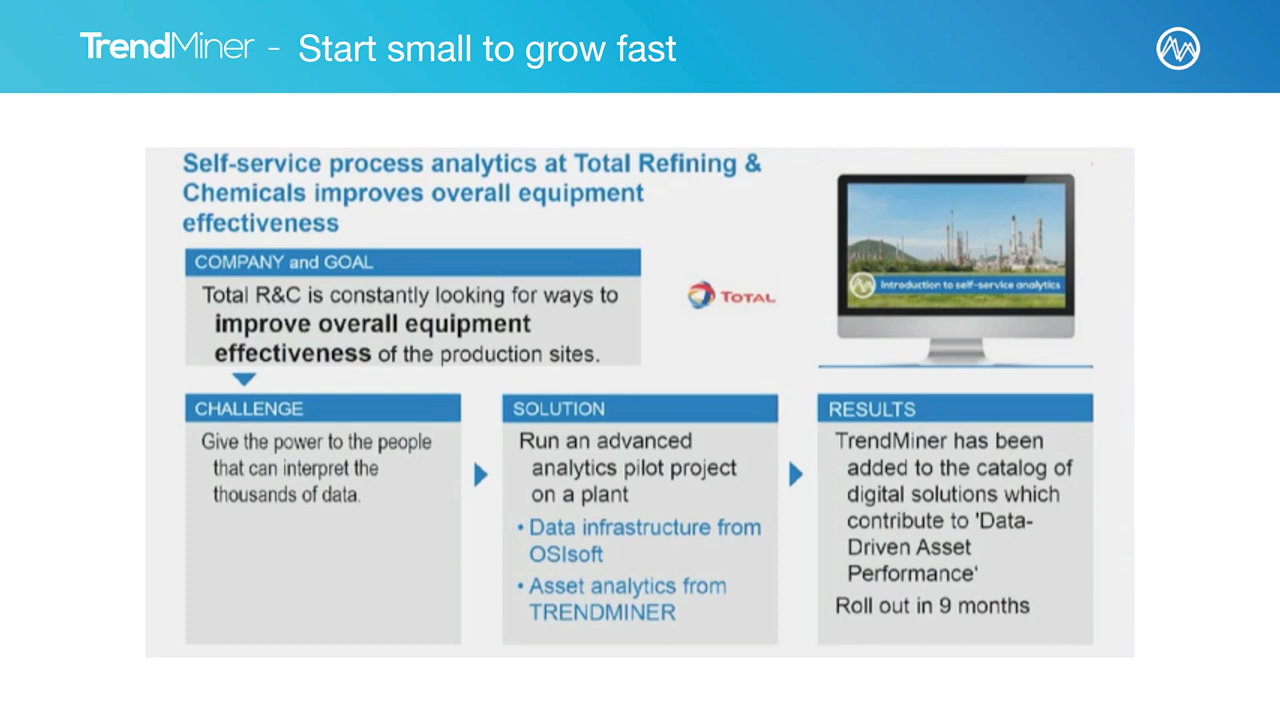 TrendMiner - Start small to grow fast
Self-service process analytics at Total Refining &
Chemicals improves overall equipment
effectiveness
COMPANY and GOAL
Total R&C is constantly looking for ways to
improve overall equipment
effectiveness of the production sites.
TOTAL
Introduction to self-service analytics
CHALLENGE
Give the power to the people
that can interpret the
thousands of data.
SOLUTION
Run an advanced
analytics pilot project
on a plant
• Data infrastructure from
OSIsoft
• Asset analytics from
TRENDMINER
RESULTS
TrendMiner has been
added to the catalog of
digital solutions which
contribute to 'Data-
Driven Asset
Performance'
Roll out in 9 months